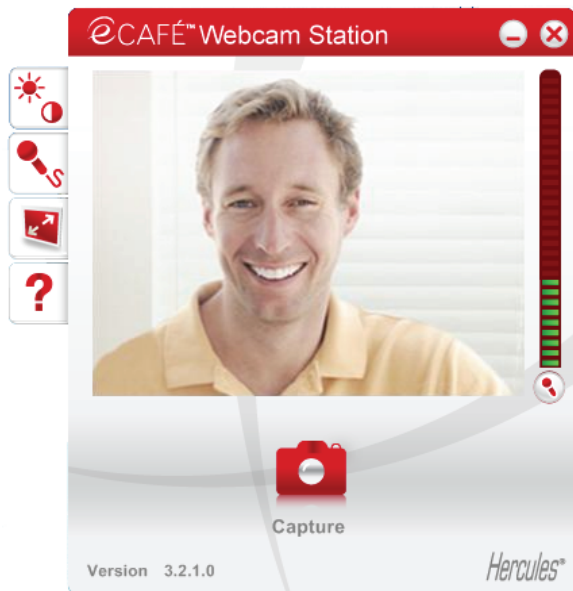 eCAFÉ™ Webcam Station
?
Capture
Version 3.2.1.0
Hercules®